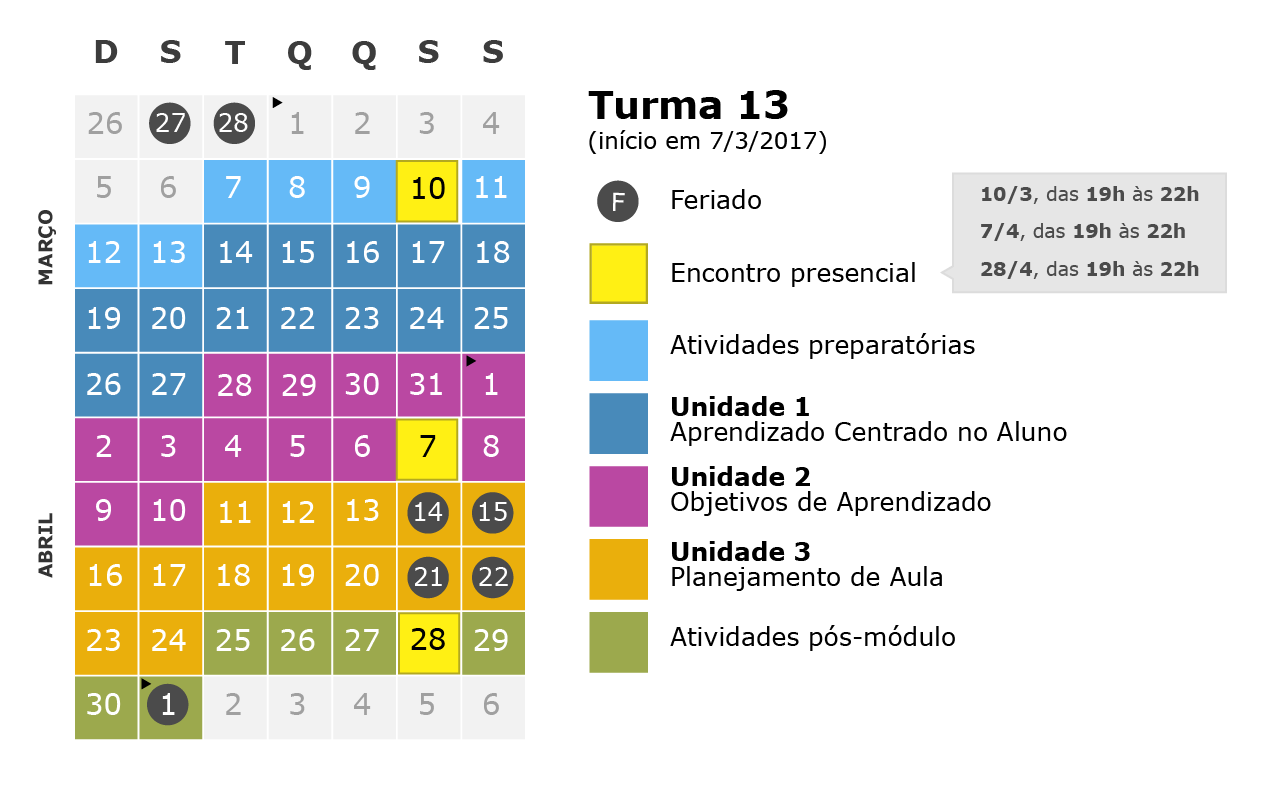 D S T Q Q S S
26 27 28 1 2 3 4
5 6 7 8 9 10 11
12 13 14 15 16 17 18
19 20 21 22 23 24 25
26 27 28 29 30 31 1
2 3 4 5 6 7 8
9 10 11 12 13 14 15
16 17 18 19 20 21 22
23 24 25 26 27 28 29
30 1 2 3 4 5 6
MARÇO
ABRIL
Turma 13
(início em 7/3/2017)
F Feriado
Encontro presencial
10/3, das 19h às 22h
7/4, das 19h às 22h
28/4, das 19h às 22h
Atividades preparatórias
Unidade 1
Aprendizado Centrado no Aluno
Unidade 2
Objetivos de Aprendizado
Unidade 3
Planejamento de Aula
Atividades pós-módulo